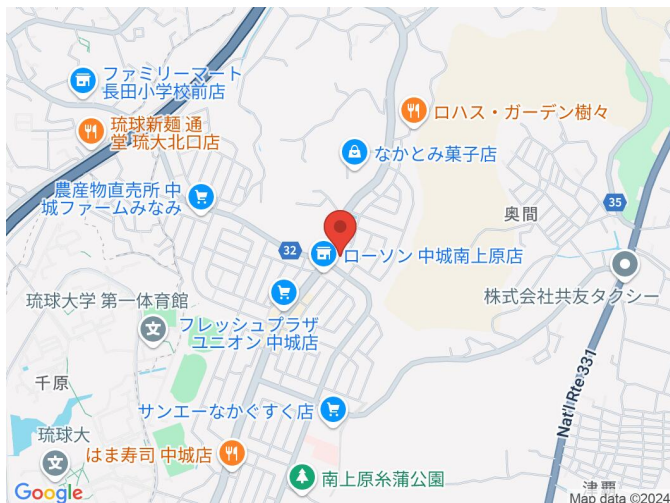 ファミリーマート
長田小学校前店
ロハス・ガーデン樹々
琉球新麺 通
堂 琉大北口店
なかとみ菓子店
農産物直売所 中
城ファームみなみ
35
奥間
32
ローソン 中城南上原店
琉球大学 第一体育館
株式会社共友タクシー
フレッシュプラザ
ユニオン 中城店
千原
Nat'l Rte 331
サンエーなかぐすく店
琉球大
はま寿司 中城店
南上原糸蒲公園
津覇
Google
Map data ©2024